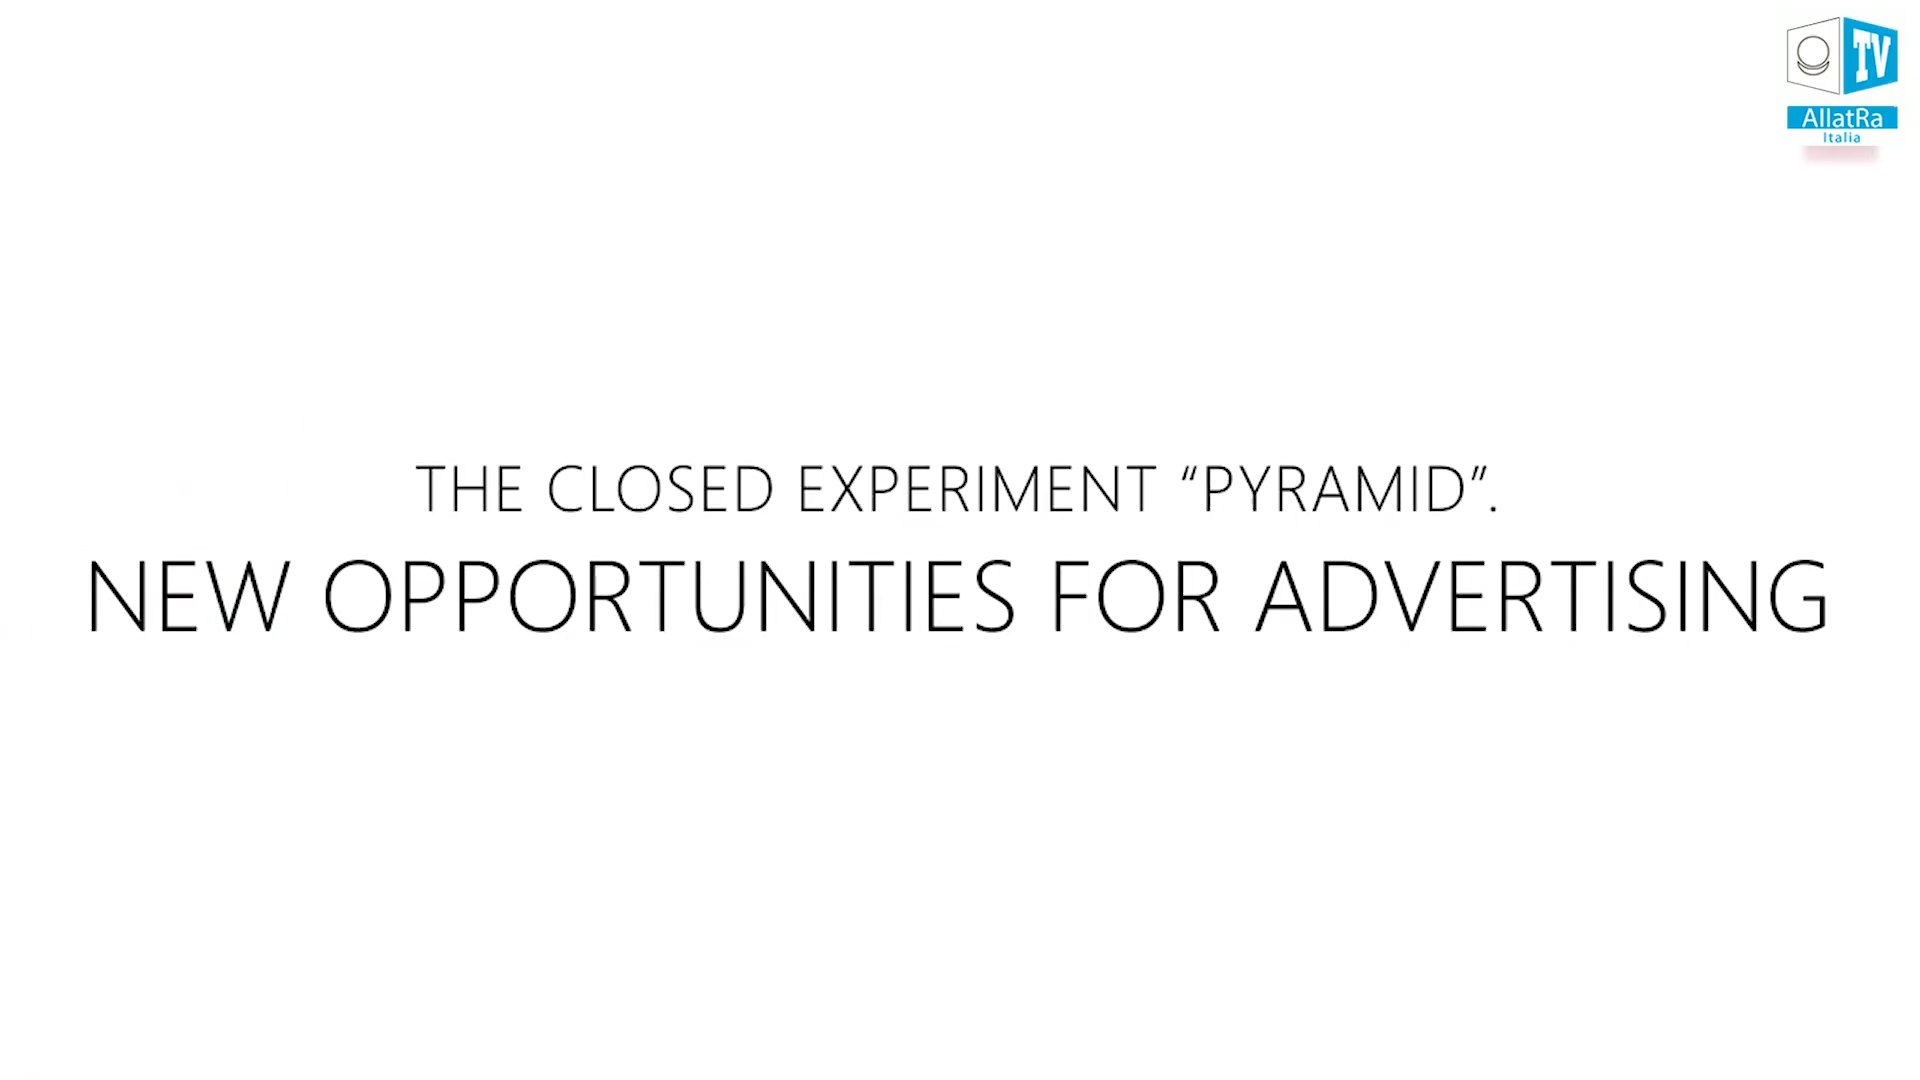 TV
AllatRa
Italia
THE CLOSED EXPERIMENT “PYRAMID”.
NEW OPPORTUNITIES FOR ADVERTISING